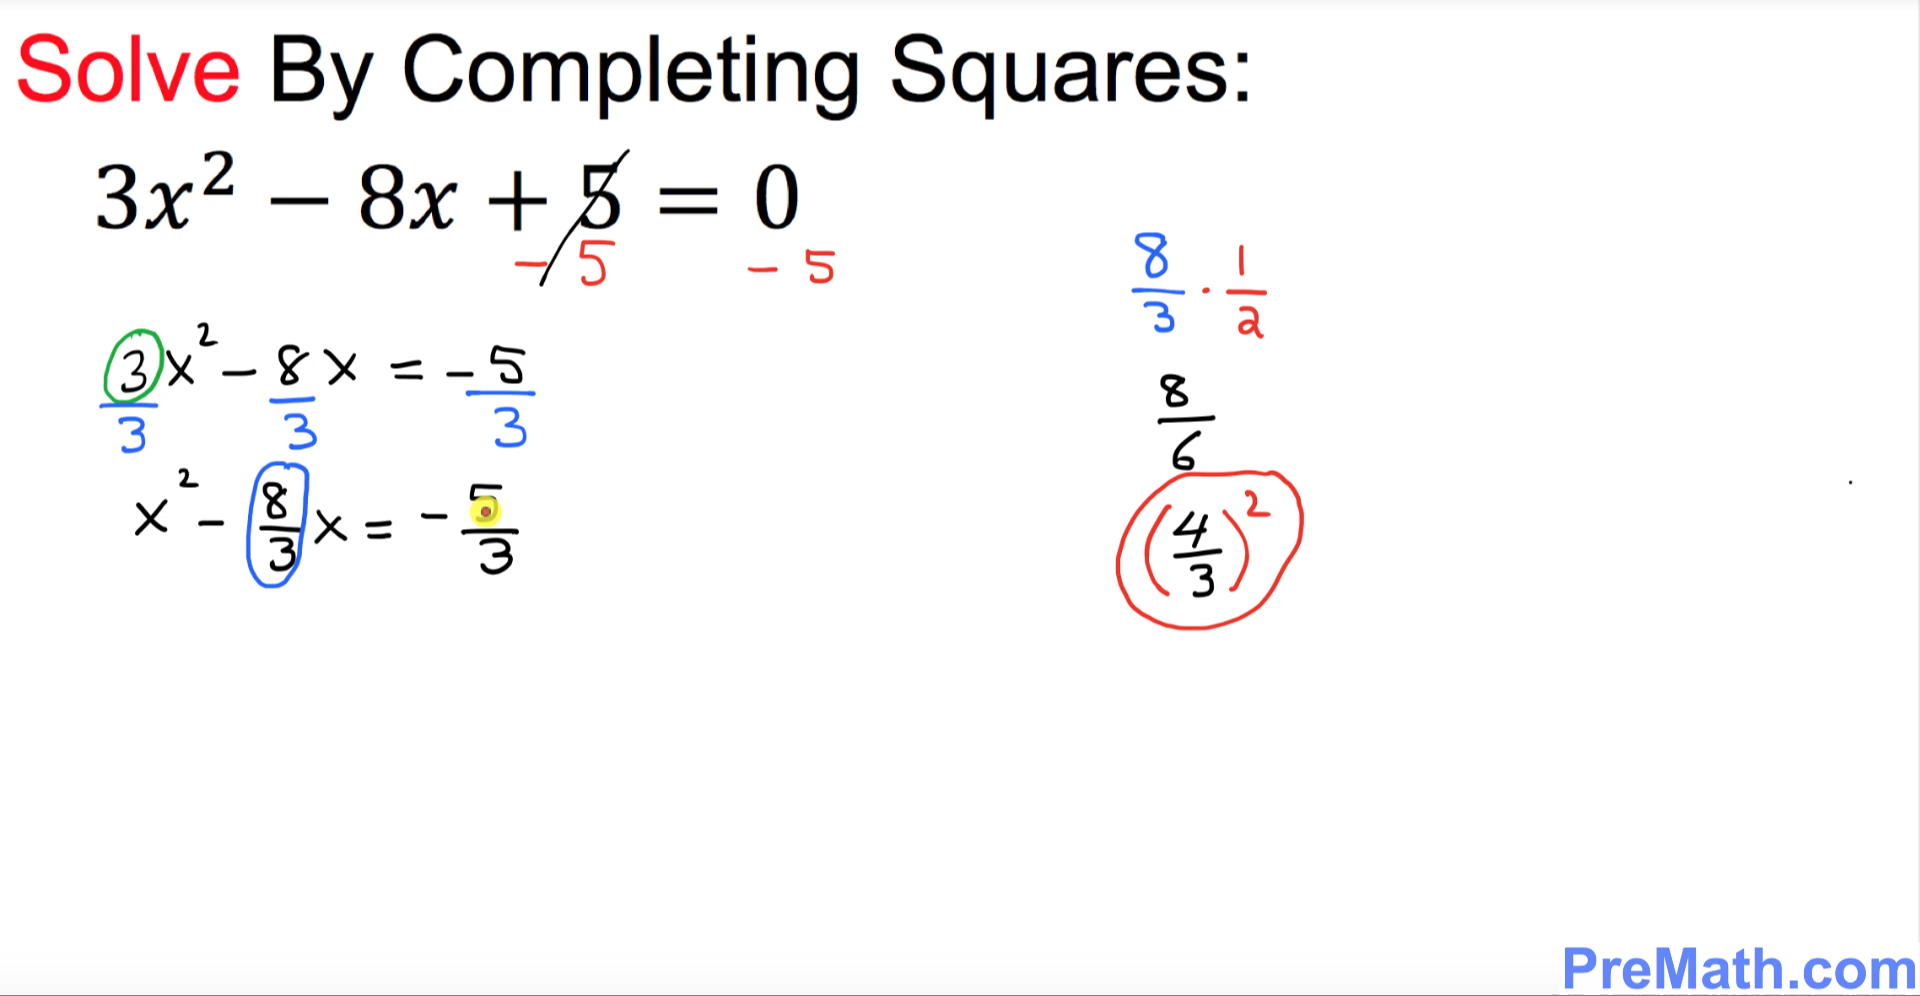 Solve By Completing Squares:
3x² − 8x + 5 = 0
− 5 − 5
3x² − 8x = − 5
3 3 3
x² − 8/3 x = − 5/3
8/3 · 1/2
8/6
(4/3)²
PreMath.com